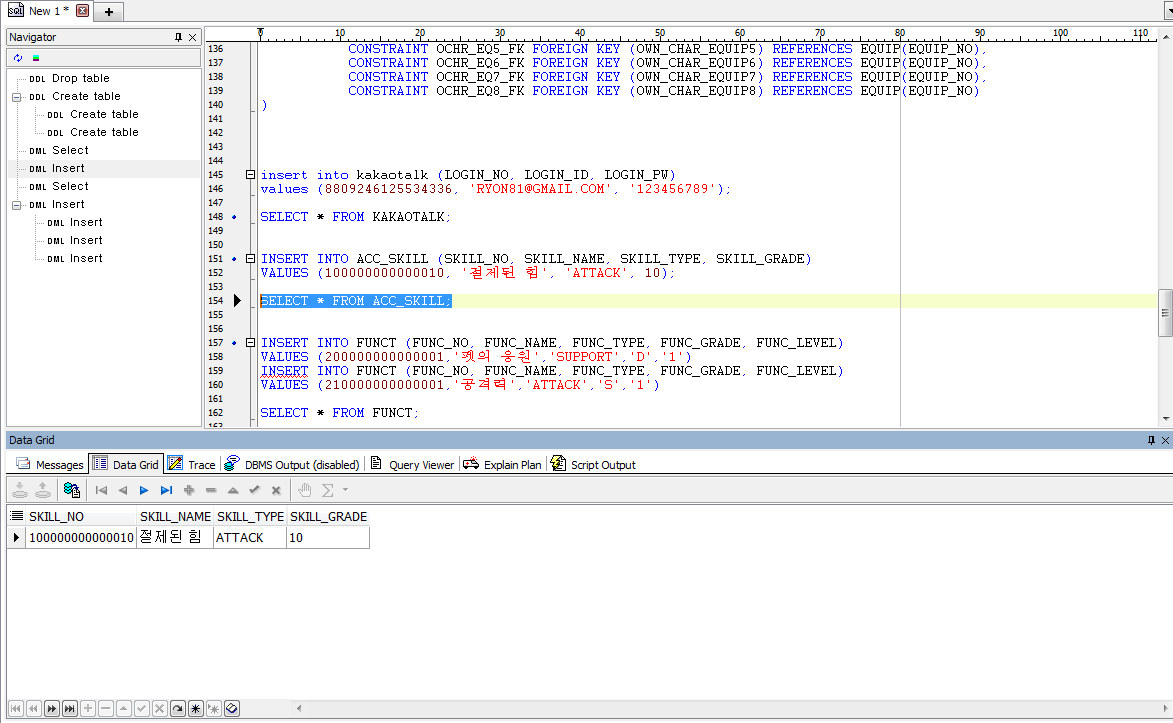 New 1 *
Navigator
DDL Drop table
DDL Create table
DDL Create table
DDL Create table
DML Select
DML Insert
DML Select
DML Insert
DML Insert
DML Insert
DML Insert
0 10 20 30 40 50 60 70 80 90 100 110
136 CONSTRAINT OCHR_EQ5_FK FOREIGN KEY (OWN_CHAR_EQUIP5) REFERENCES EQUIP(EQUIP_NO),
137 CONSTRAINT OCHR_EQ6_FK FOREIGN KEY (OWN_CHAR_EQUIP6) REFERENCES EQUIP(EQUIP_NO),
138 CONSTRAINT OCHR_EQ7_FK FOREIGN KEY (OWN_CHAR_EQUIP7) REFERENCES EQUIP(EQUIP_NO),
139 CONSTRAINT OCHR_EQ8_FK FOREIGN KEY (OWN_CHAR_EQUIP8) REFERENCES EQUIP(EQUIP_NO)
140 )
141
142
143
144
145 insert into kakaotalk (LOGIN_NO, LOGIN_ID, LOGIN_PW)
146 values (8809246125534336, 'RYON81@GMAIL.COM', '123456789');
147
148 SELECT * FROM KAKAOTALK;
149
150
151 INSERT INTO ACC_SKILL (SKILL_NO, SKILL_NAME, SKILL_TYPE, SKILL_GRADE)
152 VALUES (100000000000010, '절제된 힘', 'ATTACK', 10);
153
154 SELECT * FROM ACC_SKILL;
155
156
157 INSERT INTO FUNCT (FUNC_NO, FUNC_NAME, FUNC_TYPE, FUNC_GRADE, FUNC_LEVEL)
158 VALUES (200000000000001,'펫의 응원','SUPPORT','D','1')
159 INSERT INTO FUNCT (FUNC_NO, FUNC_NAME, FUNC_TYPE, FUNC_GRADE, FUNC_LEVEL)
160 VALUES (210000000000001,'공격력','ATTACK','S','1')
161
162 SELECT * FROM FUNCT;
163
Data Grid
Messages Data Grid Trace DBMS Output (disabled) Query Viewer Explain Plan Script Output
SKILL_NO SKILL_NAME SKILL_TYPE SKILL_GRADE
100000000000010 절제된 힘 ATTACK 10